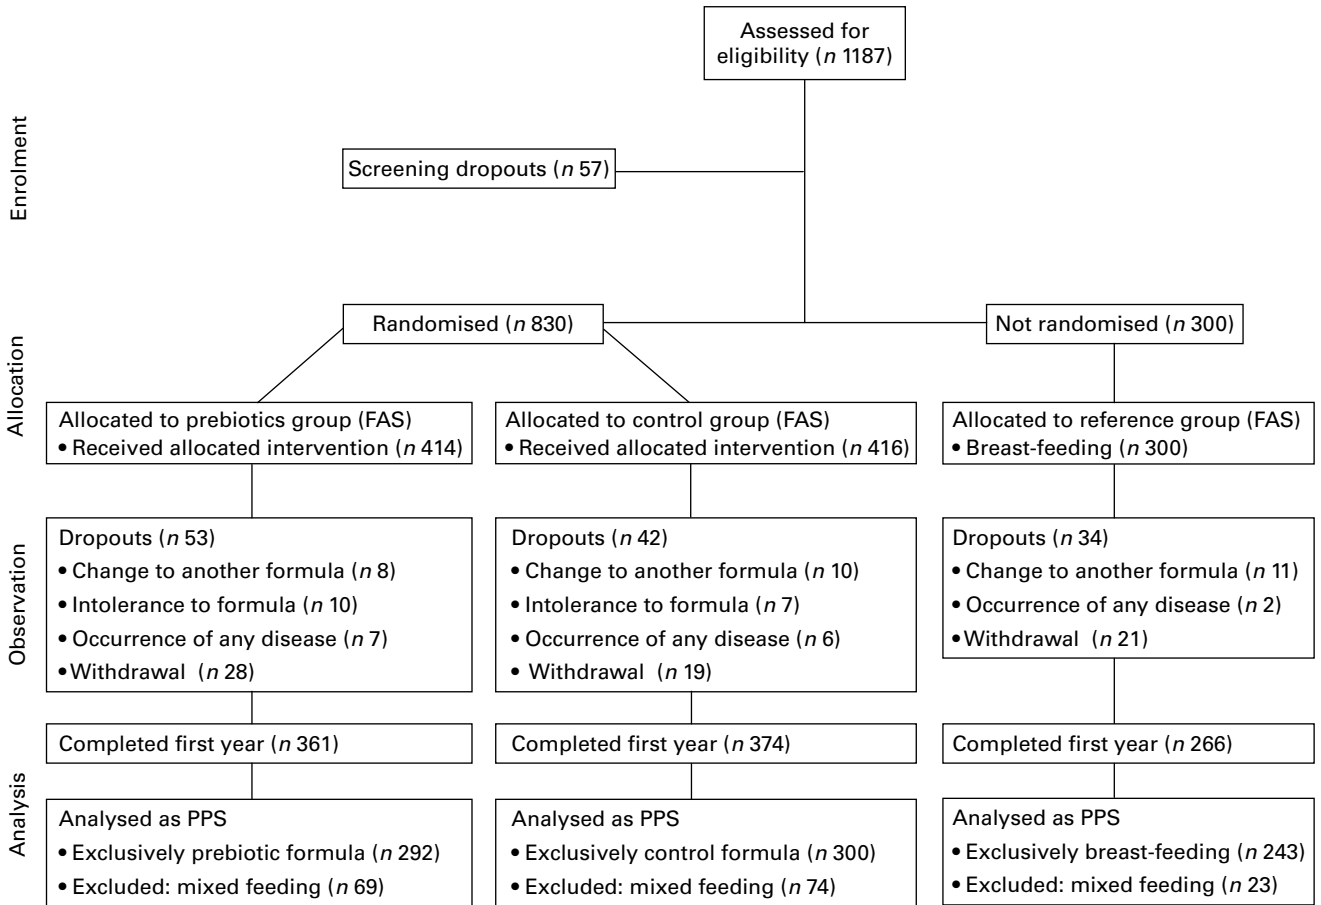 Assessed for
eligibility (n 1187)
Enrolment
Screening dropouts (n 57)
Allocation
Randomised (n 830)
Not randomised (n 300)
Allocated to prebiotics group (FAS)
• Received allocated intervention (n 414)
Allocated to control group (FAS)
• Received allocated intervention (n 416)
Allocated to reference group (FAS)
• Breast-feeding (n 300)
Observation
Dropouts (n 53)
• Change to another formula (n 8)
• Intolerance to formula (n 10)
• Occurrence of any disease (n 7)
• Withdrawal (n 28)
Dropouts (n 42)
• Change to another formula (n 10)
• Intolerance to formula (n 7)
• Occurrence of any disease (n 6)
• Withdrawal (n 19)
Dropouts (n 34)
• Change to another formula (n 11)
• Occurrence of any disease (n 2)
• Withdrawal (n 21)
Analysis
Completed first year (n 361)
Completed first year (n 374)
Completed first year (n 266)
Analysed as PPS
• Exclusively prebiotic formula (n 292)
• Excluded: mixed feeding (n 69)
Analysed as PPS
• Exclusively control formula (n 300)
• Excluded: mixed feeding (n 74)
Analysed as PPS
• Exclusively breast-feeding (n 243)
• Excluded: mixed feeding (n 23)